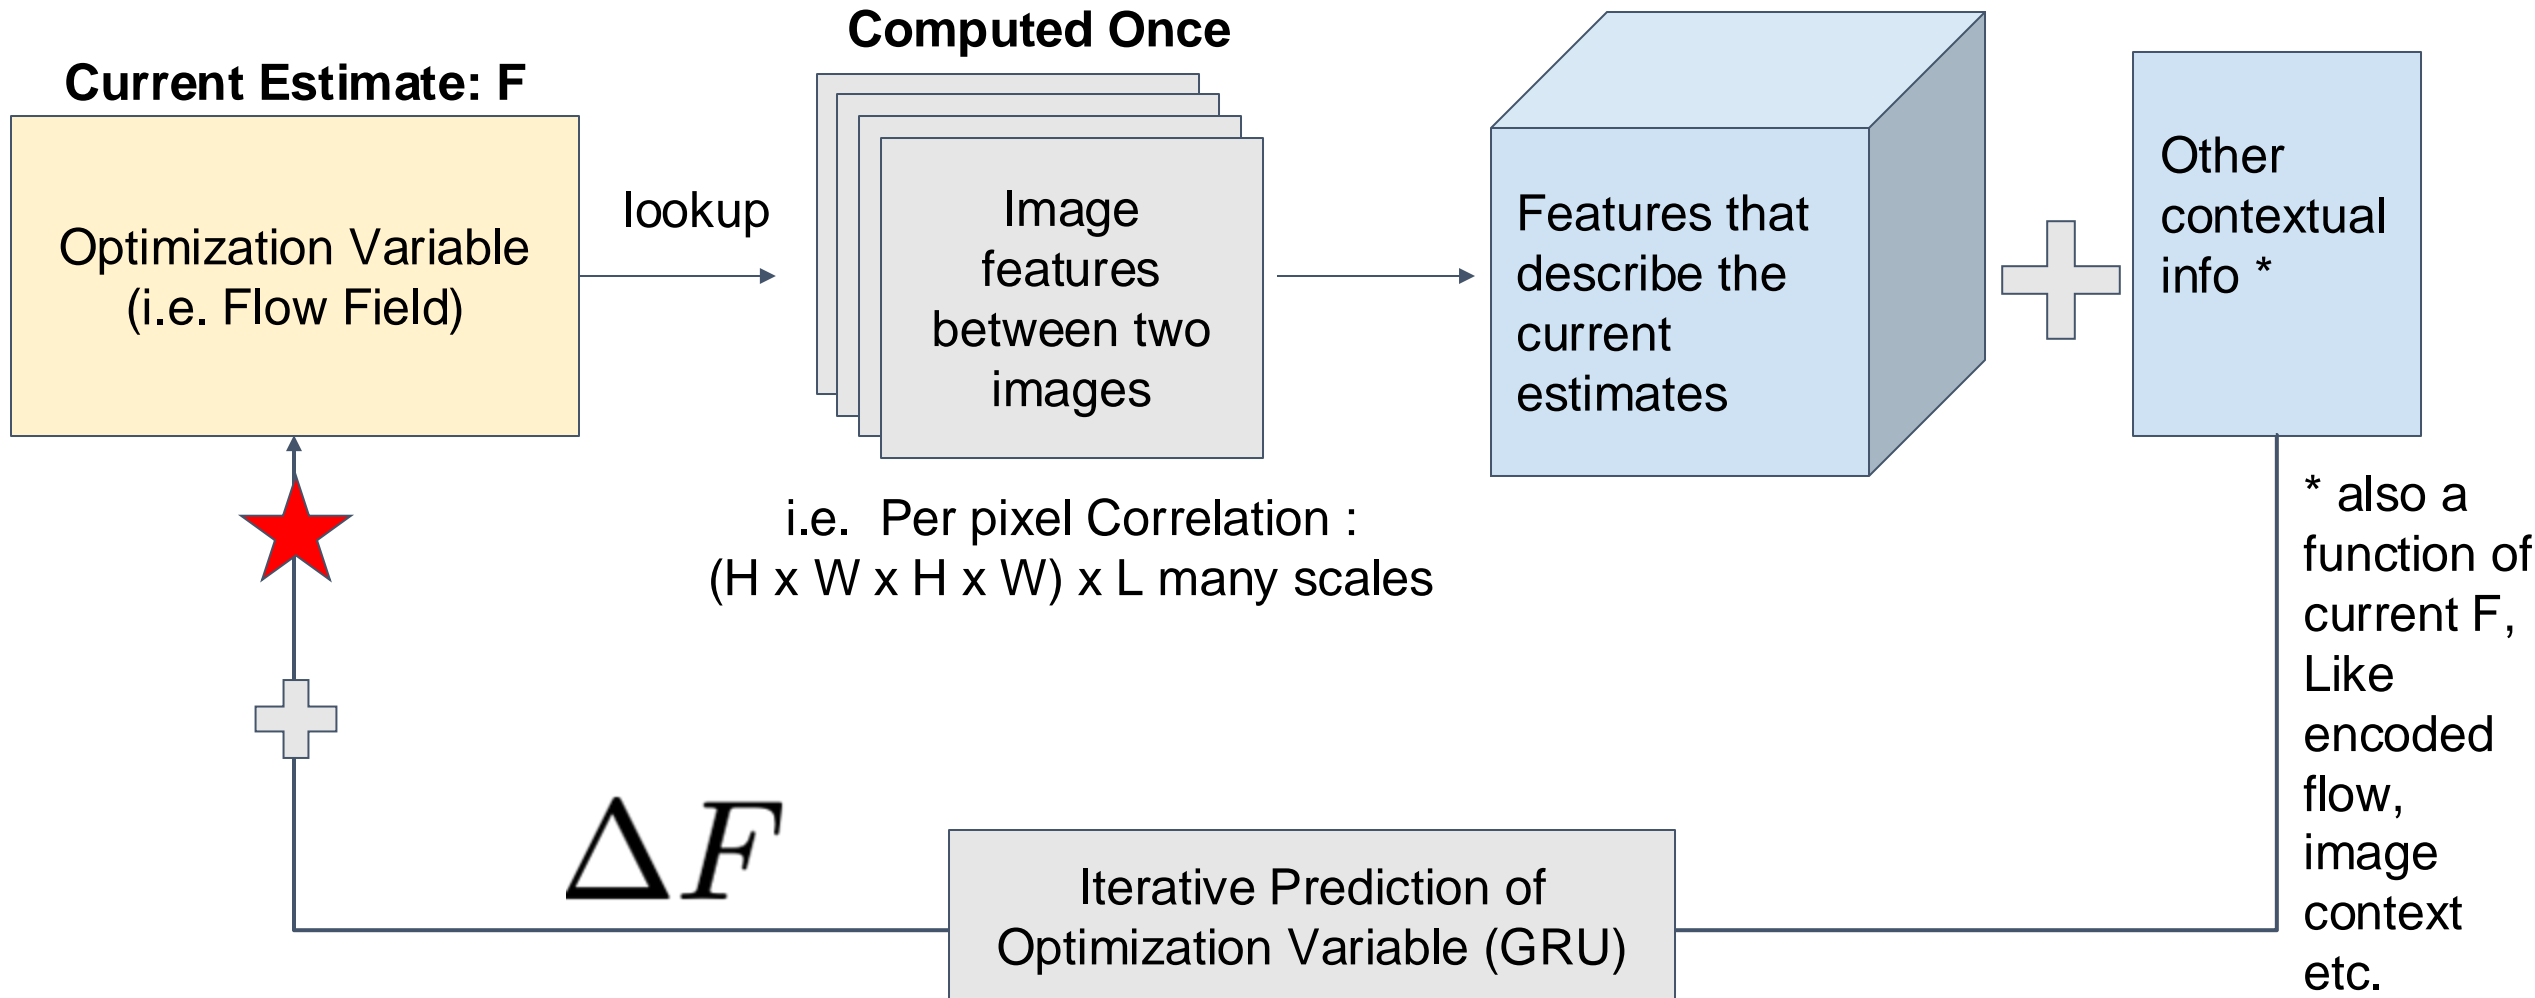 Computed Once
Current Estimate: F
Optimization Variable
(i.e. Flow Field)
lookup
Image
features
between two
images
i.e.  Per pixel Correlation :
(H x W x H x W) x L many scales
Features that
describe the
current
estimates
Other
contextual
info *
* also a
function of
current F,
Like
encoded
flow,
image
context
etc.
ΔF
Iterative Prediction of
Optimization Variable (GRU)